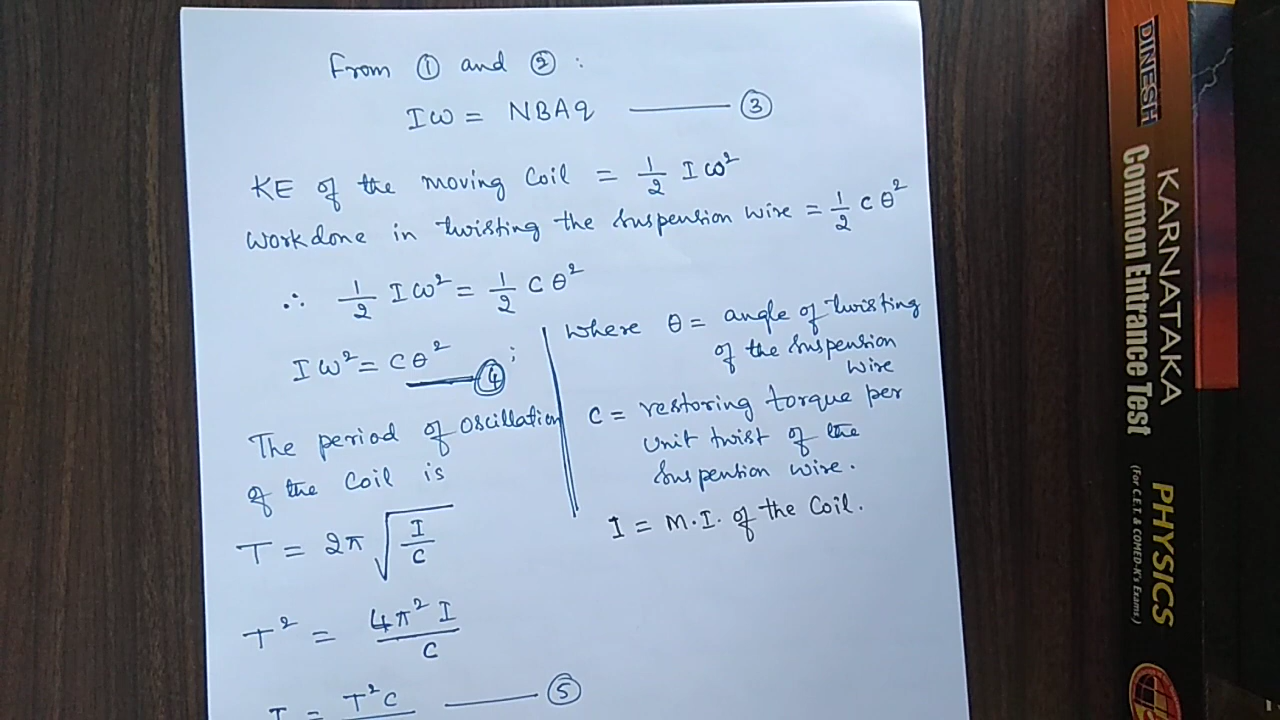 From ① and ② :
Iω = NBAq —— ③
KE of the moving coil = 1/2 Iω²
Workdone in twisting the suspension wire = 1/2 cθ²
∴ 1/2 Iω² = 1/2 cθ²
Iω² = cθ² —— ④ ;
The period of oscillation
of the coil is
T = 2π √(I/c)
T² = 4π² I / c
I = T²c —— ⑤
where θ = angle of twisting
of the suspension
wire
c = restoring torque per
unit twist of the
suspension wire.
I = M.I. of the coil.
DINESH
KARNATAKA
Common Entrance Test
(For C.E.T. & COMED-K's Exams)
PHYSICS